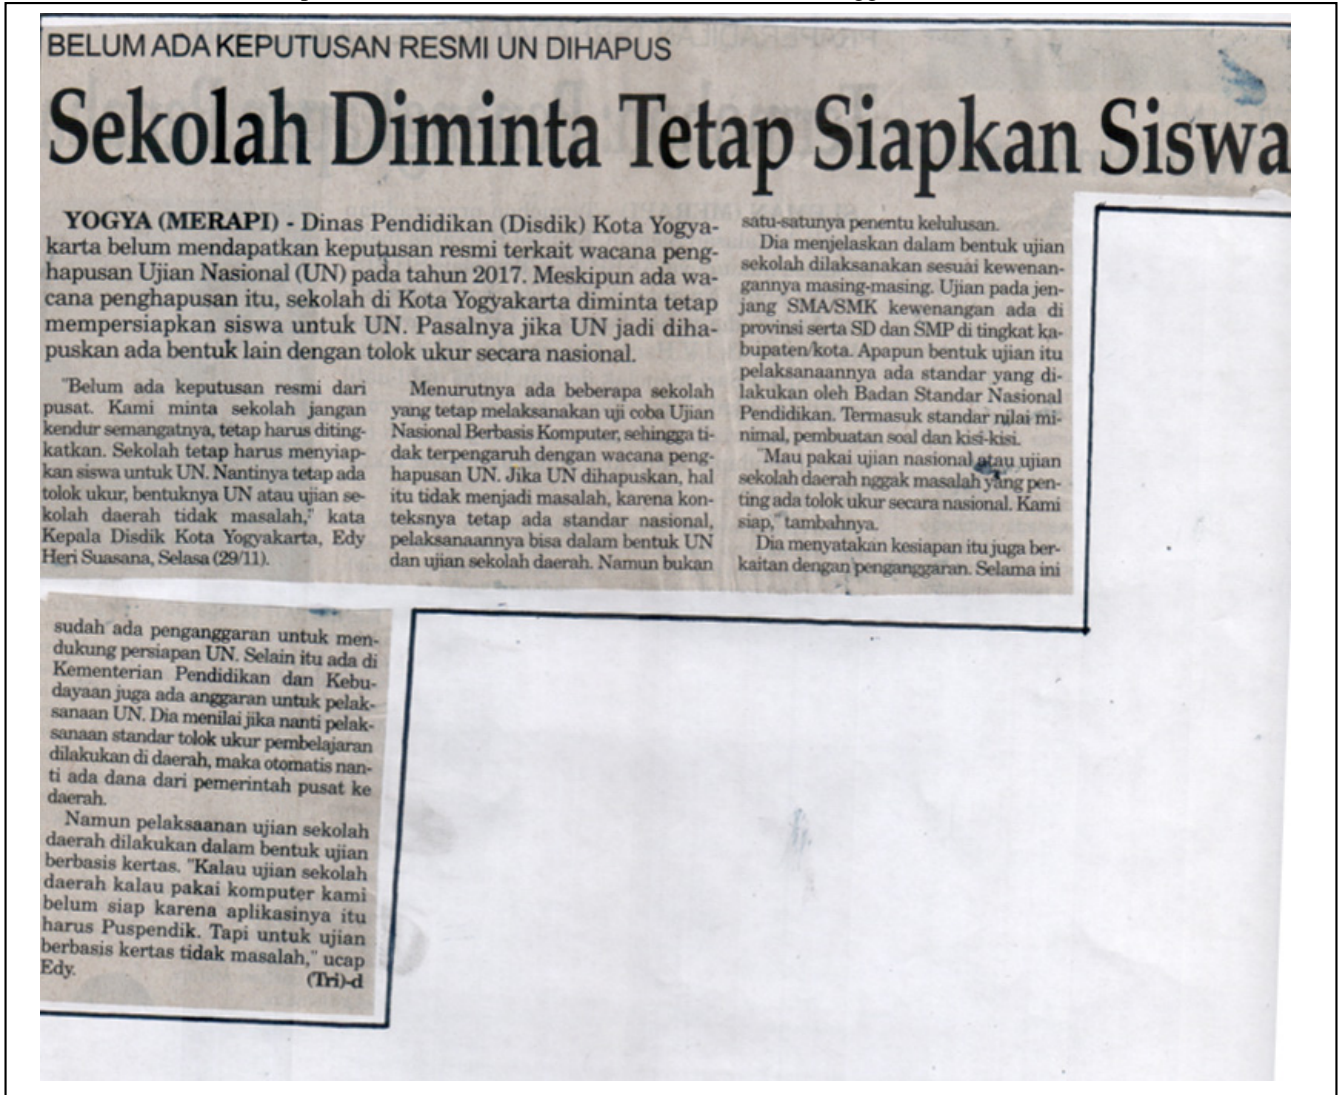 BELUM ADA KEPUTUSAN RESMI UN DIHAPUS
Sekolah Diminta Tetap Siapkan Siswa
YOGYA (MERAPI) - Dinas Pendidikan (Disdik) Kota Yogya-
karta belum mendapatkan keputusan resmi terkait wacana peng-
hapusan Ujian Nasional (UN) pada tahun 2017. Meskipun ada wa-
cana penghapusan itu, sekolah di Kota Yogyakarta diminta tetap
mempersiapkan siswa untuk UN. Pasalnya jika UN jadi diha-
puskan ada bentuk lain dengan tolok ukur secara nasional.
"Belum ada keputusan resmi dari
pusat. Kami minta sekolah jangan
kendur semangatnya, tetap harus diting-
katkan. Sekolah tetap harus menyiap-
kan siswa untuk UN. Nantinya tetap ada
tolok ukur, bentuknya UN atau ujian se-
kolah daerah tidak masalah," kata
Kepala Disdik Kota Yogyakarta, Edy
Heri Suasana, Selasa (29/11).
Menurutnya ada beberapa sekolah
yang tetap melaksanakan uji coba Ujian
Nasional Berbasis Komputer, sehingga ti-
dak terpengaruh dengan wacana peng-
hapusan UN. Jika UN dihapuskan, hal
itu tidak menjadi masalah, karena kon-
teksnya tetap ada standar nasional,
pelaksanaannya bisa dalam bentuk UN
dan ujian sekolah daerah. Namun bukan
satu-satunya penentu kelulusan.
Dia menjelaskan dalam bentuk ujian
sekolah dilaksanakan sesuai kewenan-
gannya masing-masing. Ujian pada jen-
jang SMA/SMK kewenangan ada di
provinsi serta SD dan SMP di tingkat ka-
bupaten/kota. Apapun bentuk ujian itu
pelaksanaannya ada standar yang di-
lakukan oleh Badan Standar Nasional
Pendidikan. Termasuk standar nilai mi-
nimal, pembuatan soal dan kisi-kisi.
"Mau pakai ujian nasional atau ujian
sekolah daerah nggak masalah yang pen-
ting ada tolok ukur secara nasional. Kami
siap," tambahnya.
Dia menyatakan kesiapan itu juga ber-
kaitan dengan penganggaran. Selama ini
sudah ada penganggaran untuk men-
dukung persiapan UN. Selain itu ada di
Kementerian Pendidikan dan Kebu-
dayaan juga ada anggaran untuk pelak-
sanaan UN. Dia menilai jika nanti pelak-
sanaan standar tolok ukur pembelajaran
dilakukan di daerah, maka otomatis nan-
ti ada dana dari pemerintah pusat ke
daerah.
Namun pelaksaanan ujian sekolah
daerah dilakukan dalam bentuk ujian
berbasis kertas. "Kalau ujian sekolah
daerah kalau pakai komputer kami
belum siap karena aplikasinya itu
harus Puspendik. Tapi untuk ujian
berbasis kertas tidak masalah," ucap
Edy. (Tri)-d